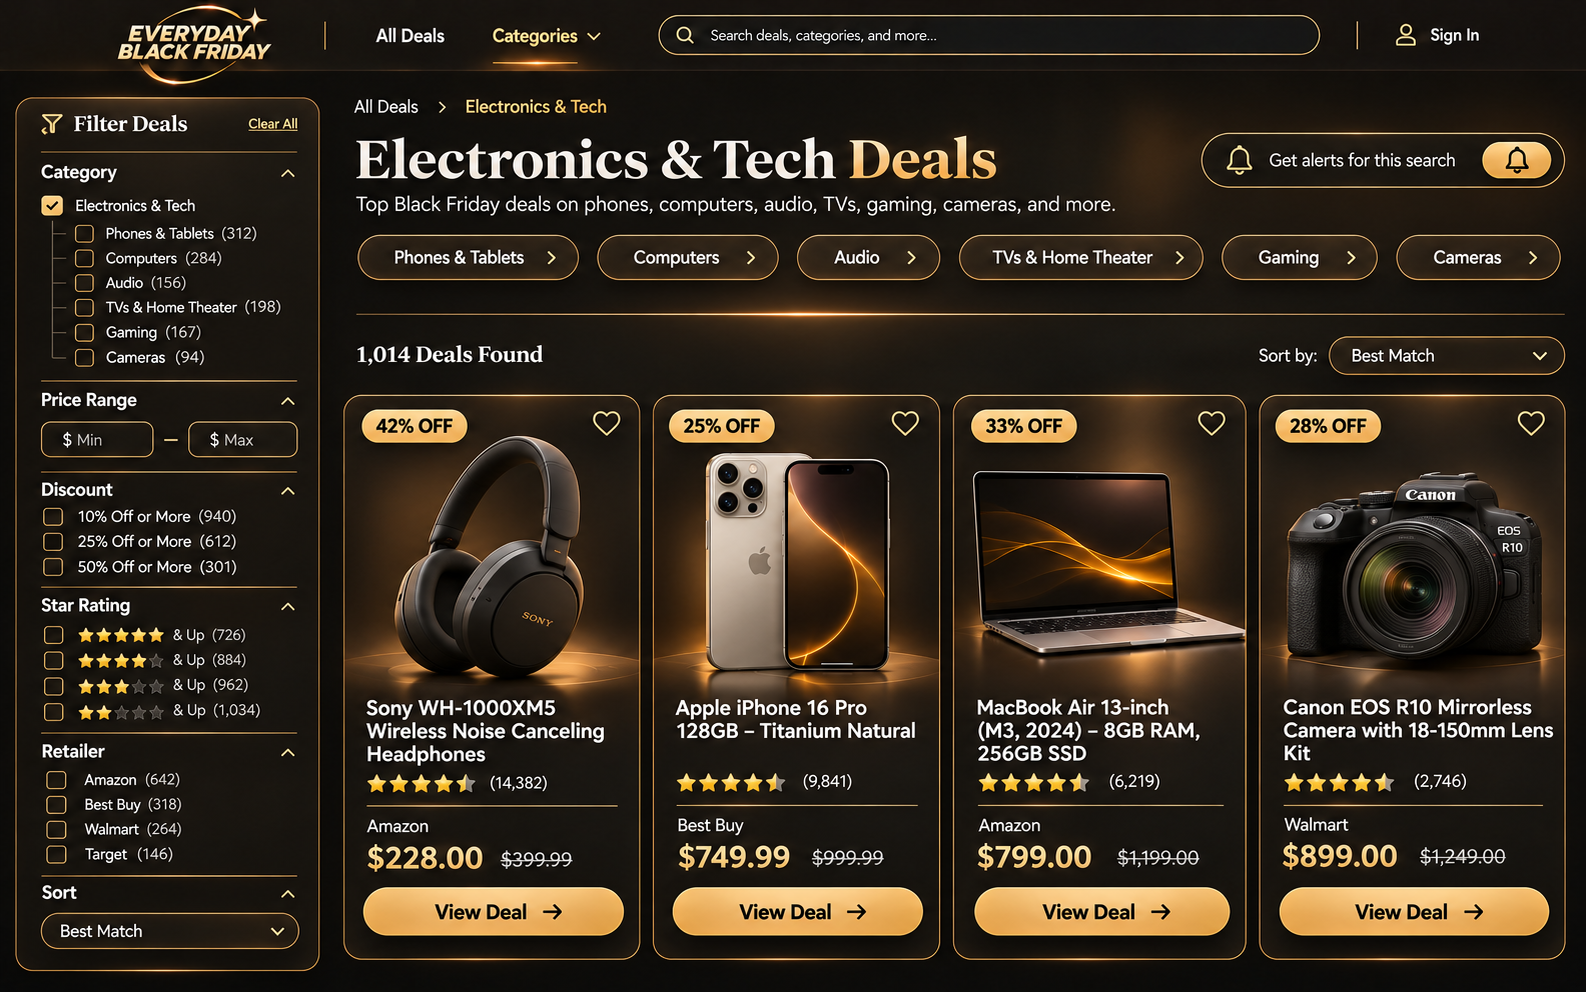 EVERYDAY
BLACK FRIDAY
All Deals
Categories
Search deals, categories, and more...
Sign In
Filter Deals
Clear All
Category
Electronics & Tech
Phones & Tablets (312)
Computers (284)
Audio (156)
TVs & Home Theater (198)
Gaming (167)
Cameras (94)
Price Range
$ Min
—
$ Max
Discount
10% Off or More (940)
25% Off or More (612)
50% Off or More (301)
Star Rating
& Up (726)
& Up (884)
& Up (962)
& Up (1,034)
Retailer
Amazon (642)
Best Buy (318)
Walmart (264)
Target (146)
Sort
Best Match
All Deals > Electronics & Tech
Electronics & Tech Deals
Top Black Friday deals on phones, computers, audio, TVs, gaming, cameras, and more.
Get alerts for this search
Phones & Tablets
Computers
Audio
TVs & Home Theater
Gaming
Cameras
1,014 Deals Found
Sort by:
Best Match
42% OFF
SONY
Sony WH-1000XM5
Wireless Noise Canceling
Headphones
(14,382)
Amazon
$228.00 $399.99
View Deal →
25% OFF
Apple iPhone 16 Pro
128GB – Titanium Natural
(9,841)
Best Buy
$749.99 $999.99
View Deal →
33% OFF
MacBook Air 13-inch
(M3, 2024) – 8GB RAM,
256GB SSD
(6,219)
Amazon
$799.00 $1,199.00
View Deal →
28% OFF
Canon
EOS
R10
Canon EOS R10 Mirrorless
Camera with 18-150mm Lens
Kit
(2,746)
Walmart
$899.00 $1,249.00
View Deal →